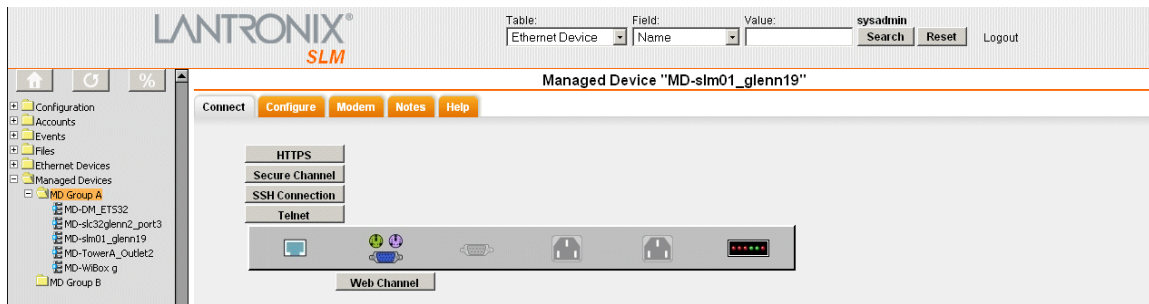 LANTRONIX®
SLM
Table: Field: Value: sysadmin
Ethernet Device Name Search Reset Logout
Managed Device "MD-slm01_glenn19"
Connect Configure Modem Notes Help
Configuration
Accounts
Events
Files
Ethernet Devices
Managed Devices
MD Group A
MD-DM_ETS32
MD-slc32glenn2_port3
MD-slm01_glenn19
MD-TowerA_Outlet2
MD-WiBox g
MD Group B
HTTPS
Secure Channel
SSH Connection
Telnet
Web Channel